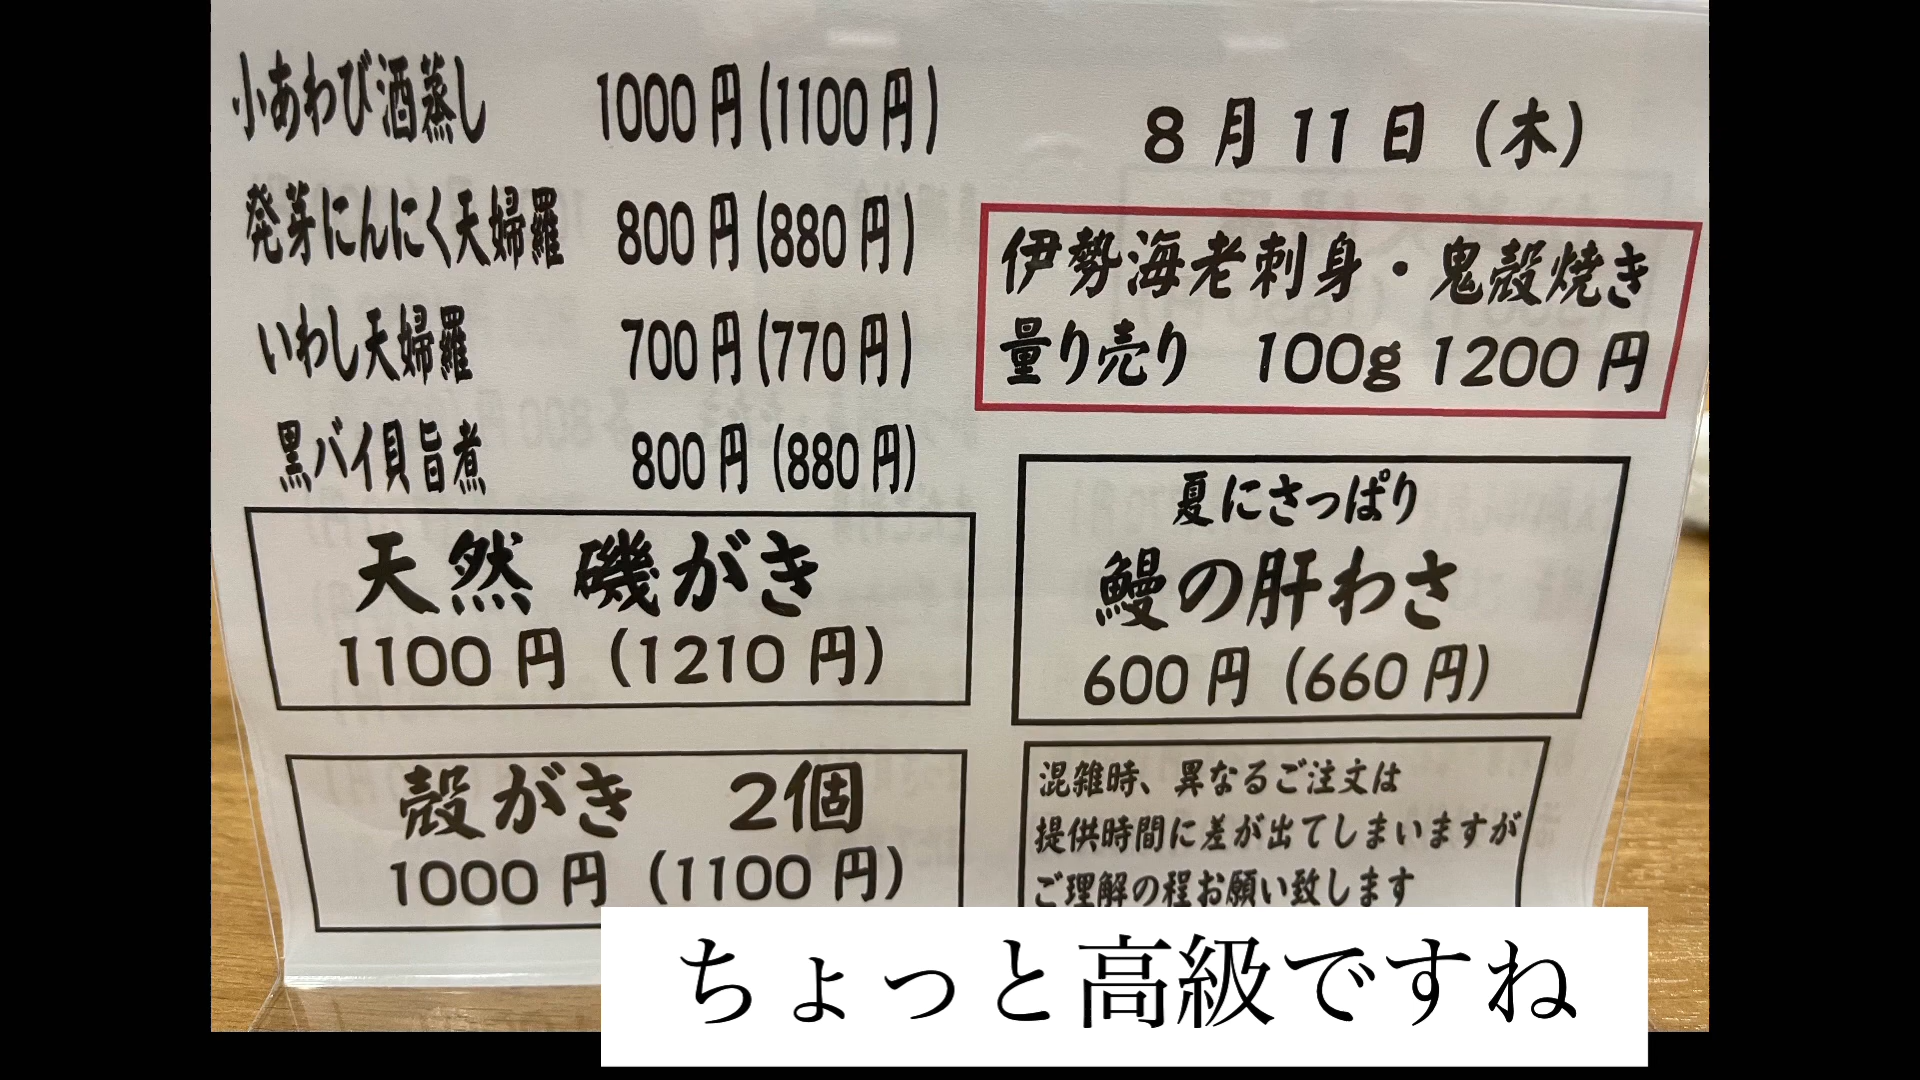 小あわび酒蒸し 1000円(1100円)
発芽にんにく天婦羅 800円(880円)
いわし天婦羅 700円(770円)
黒バイ貝旨煮 800円(880円)
天然 磯がき
1100円（1210円）
殻がき 2個
1000円（1100円）
8月11日（木）
伊勢海老刺身・鬼殻焼き
量り売り 100g 1200円
夏にさっぱり
鰻の肝わさ
600円（660円）
混雑時、異なるご注文は
提供時間に差が出てしまいますが
ご理解の程お願い致します
ちょっと高級ですね